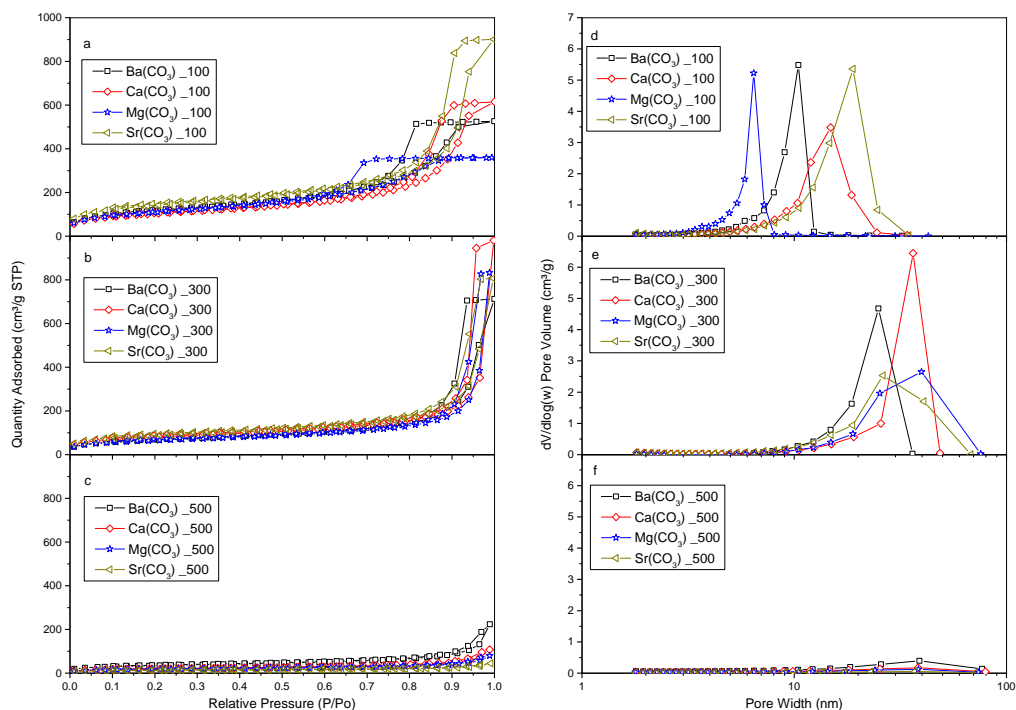 a
Ba(CO₃) _100
Ca(CO₃) _100
Mg(CO₃) _100
Sr(CO₃) _100
1000
800
600
400
200
0
b
Ba(CO₃) _300
Ca(CO₃) _300
Mg(CO₃) _300
Sr(CO₃) _300
800
600
400
200
0
c
Ba(CO₃) _500
Ca(CO₃) _500
Mg(CO₃) _500
Sr(CO₃) _500
800
600
400
200
0
Quantity Adsorbed (cm³/g STP)
0.0 0.1 0.2 0.3 0.4 0.5 0.6 0.7 0.8 0.9 1.0
Relative Pressure (P/Po)
d
Ba(CO₃) _100
Ca(CO₃) _100
Mg(CO₃) _100
Sr(CO₃) _100
7
6
5
4
3
2
1
0
e
Ba(CO₃) _300
Ca(CO₃) _300
Mg(CO₃) _300
Sr(CO₃) _300
6
5
4
3
2
1
0
f
Ba(CO₃) _500
Ca(CO₃) _500
Mg(CO₃) _500
Sr(CO₃) _500
6
5
4
3
2
1
0
dV/dlog(w) Pore Volume (cm³/g)
1 10 100
Pore Width (nm)